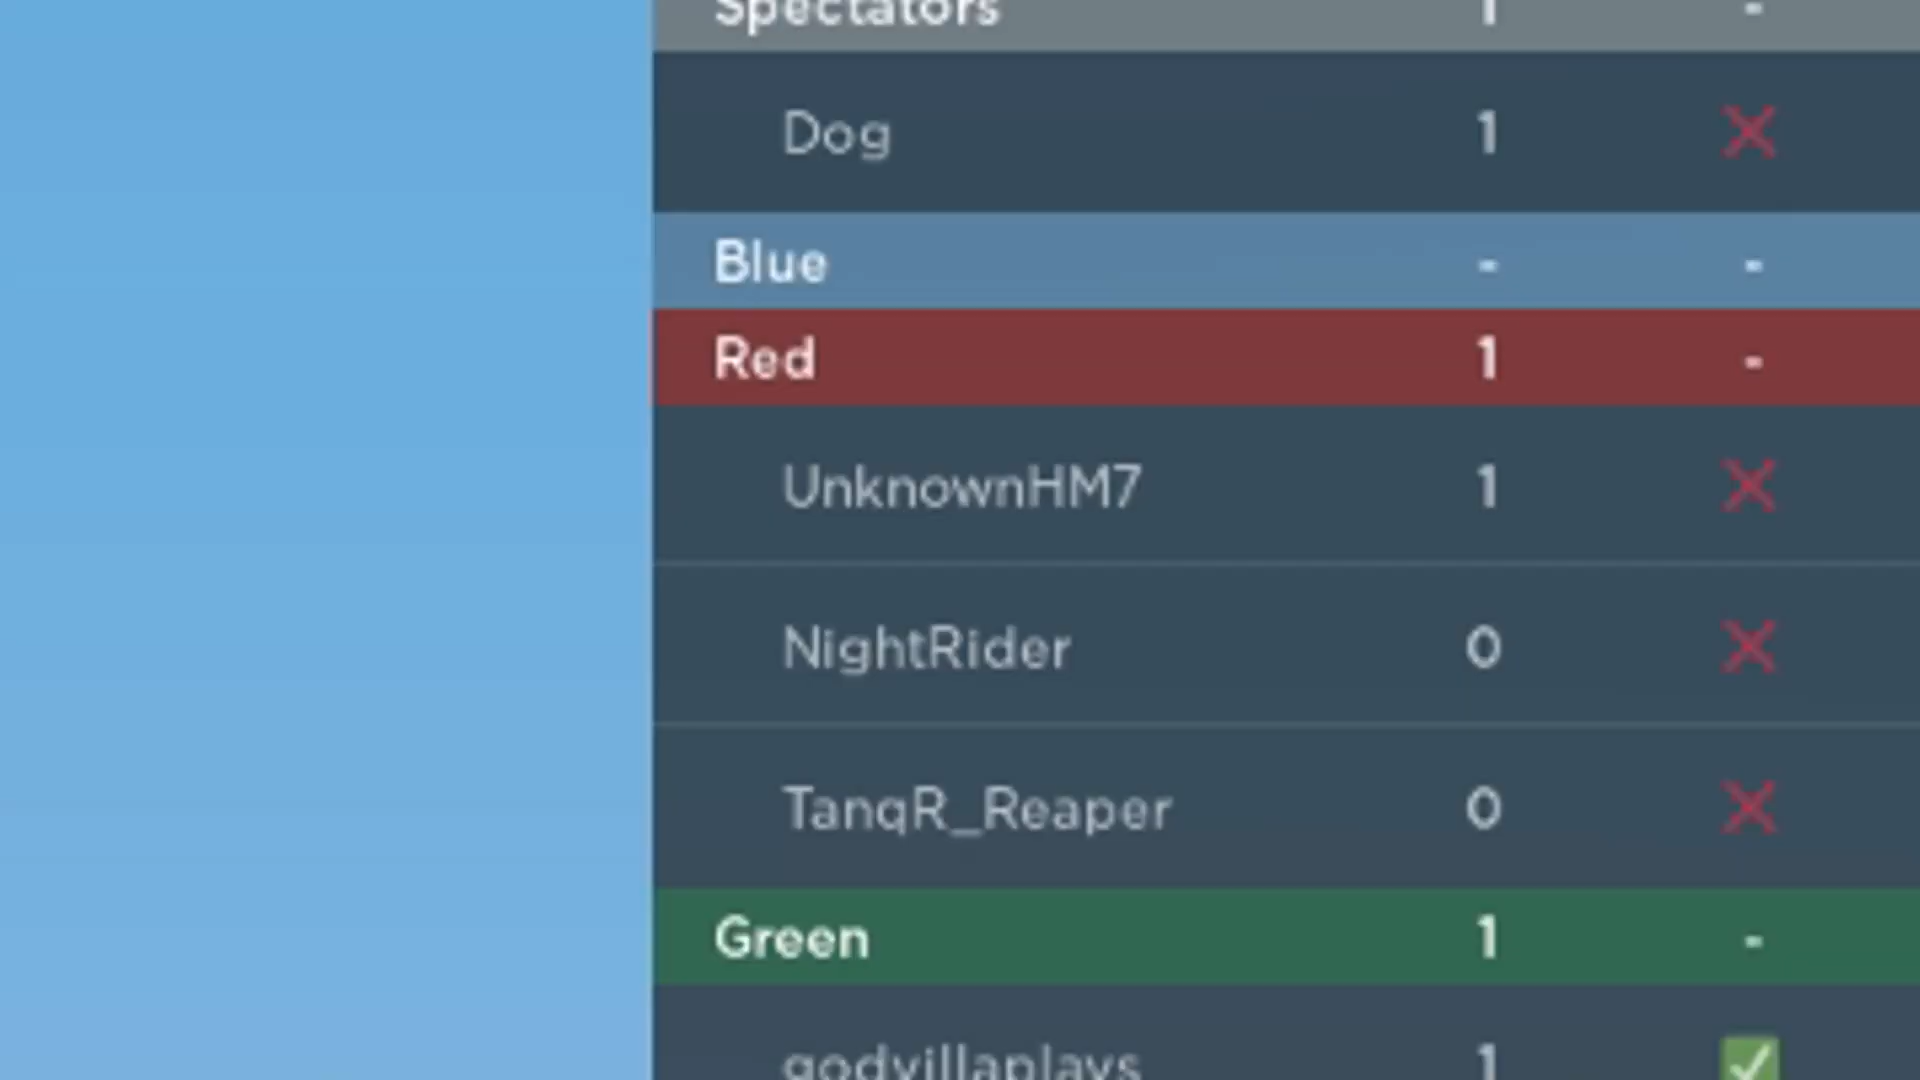 Spectators 1 -
Dog 1 ❌
Blue - -
Red 1 -
UnknownHM7 1 ❌
NightRider 0 ❌
TanqR_Reaper 0 ❌
Green 1 -
godvillaplays 1 ✅